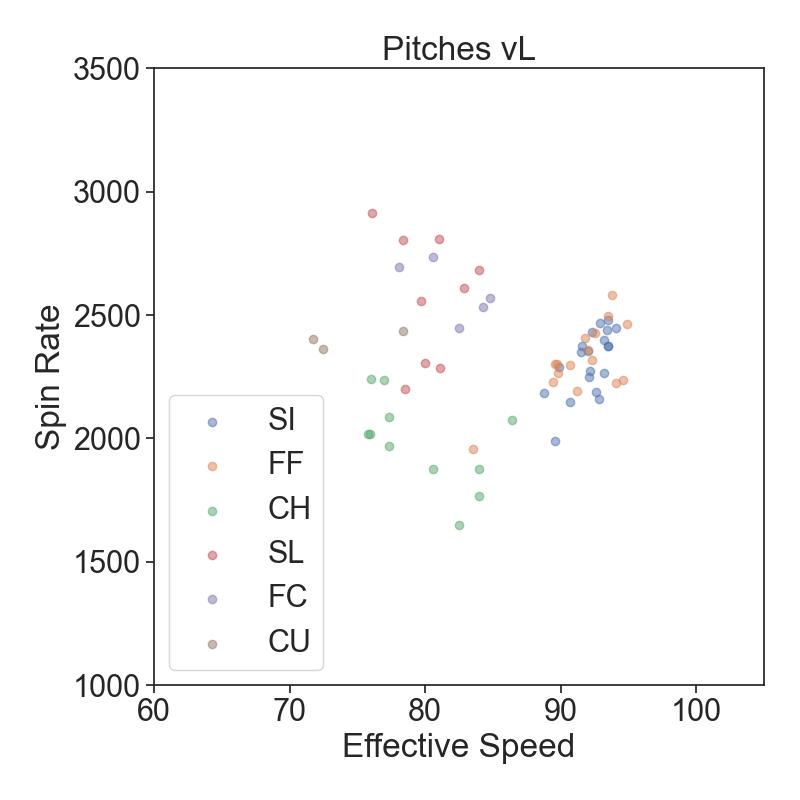 Pitches vL
3500
3000
2500
2000
1500
1000
Spin Rate
SI
FF
CH
SL
FC
CU
60 70 80 90 100
Effective Speed